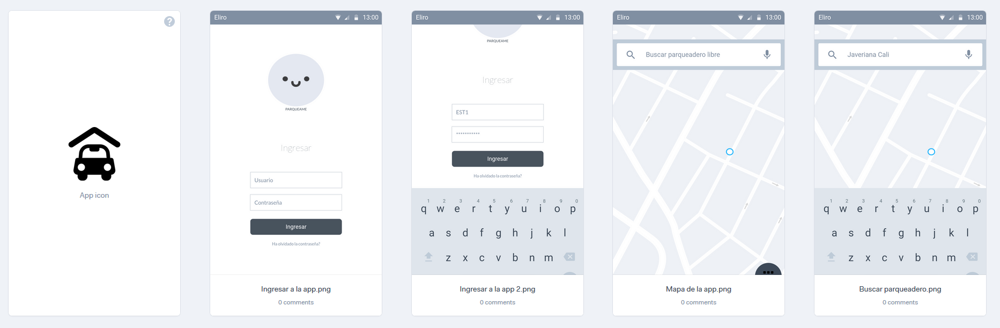 ?
App icon
Eliro 13:00
PARQUEAME
Ingresar
Usuario
Contraseña
Ingresar
Ha olvidado la contraseña?
Ingresar a la app.png
0 comments
Eliro 13:00
PARQUEAME
Ingresar
EST1
***********
Ingresar
Ha olvidado la contraseña?
1 2 3 4 5 6 7 8 9 0
q w e r t y u i o p
a s d f g h j k l
z x c v b n m
Ingresar a la app 2.png
0 comments
Eliro 13:00
Buscar parqueadero libre
Mapa de la app.png
0 comments
Eliro 13:00
Javeriana Cali
1 2 3 4 5 6 7 8 9 0
q w e r t y u i o p
a s d f g h j k l
z x c v b n m
Buscar parqueadero.png
0 comments